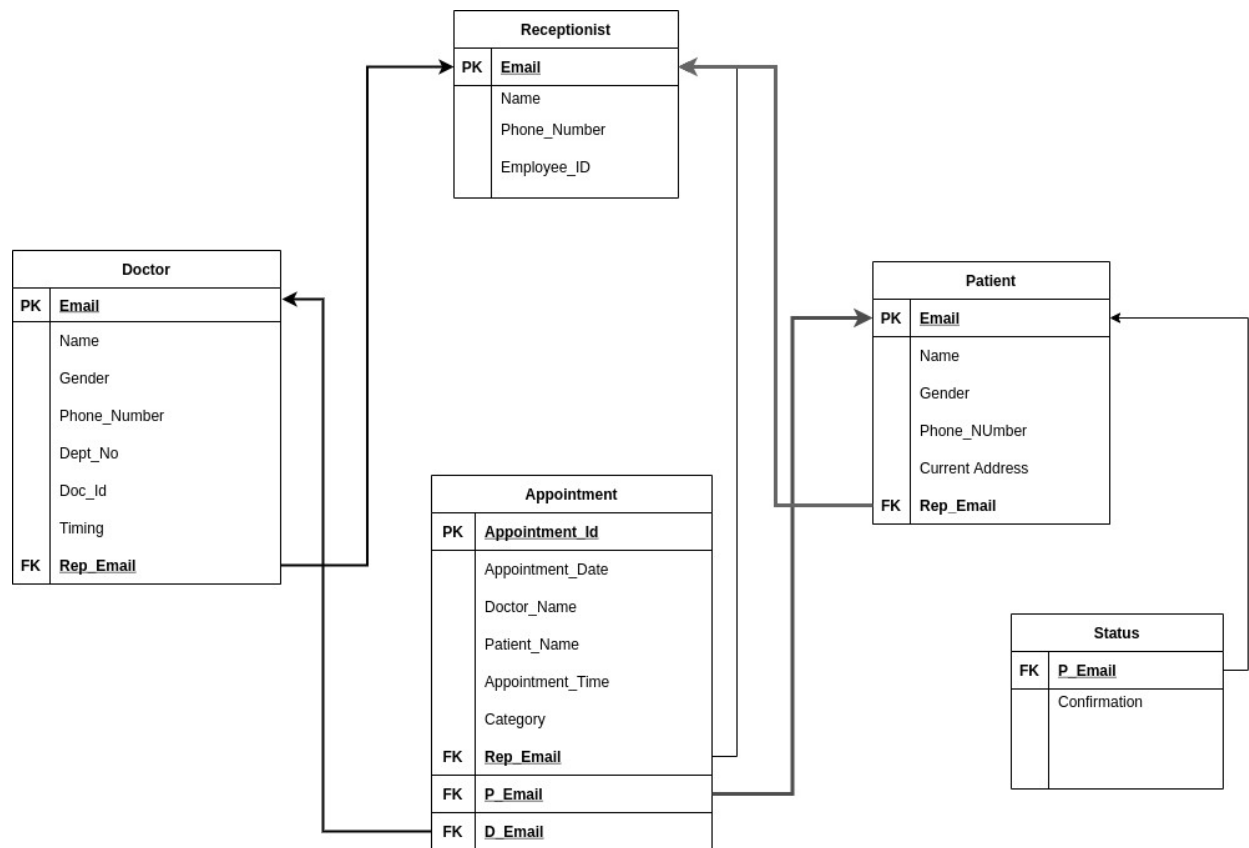 Receptionist
PK Email
Name
Phone_Number
Employee_ID
Doctor
PK Email
Name
Gender
Phone_Number
Dept_No
Doc_Id
Timing
FK Rep_Email
Patient
PK Email
Name
Gender
Phone_NUmber
Current Address
FK Rep_Email
Appointment
PK Appointment_Id
Appointment_Date
Doctor_Name
Patient_Name
Appointment_Time
Category
FK Rep_Email
FK P_Email
FK D_Email
Status
FK P_Email
Confirmation